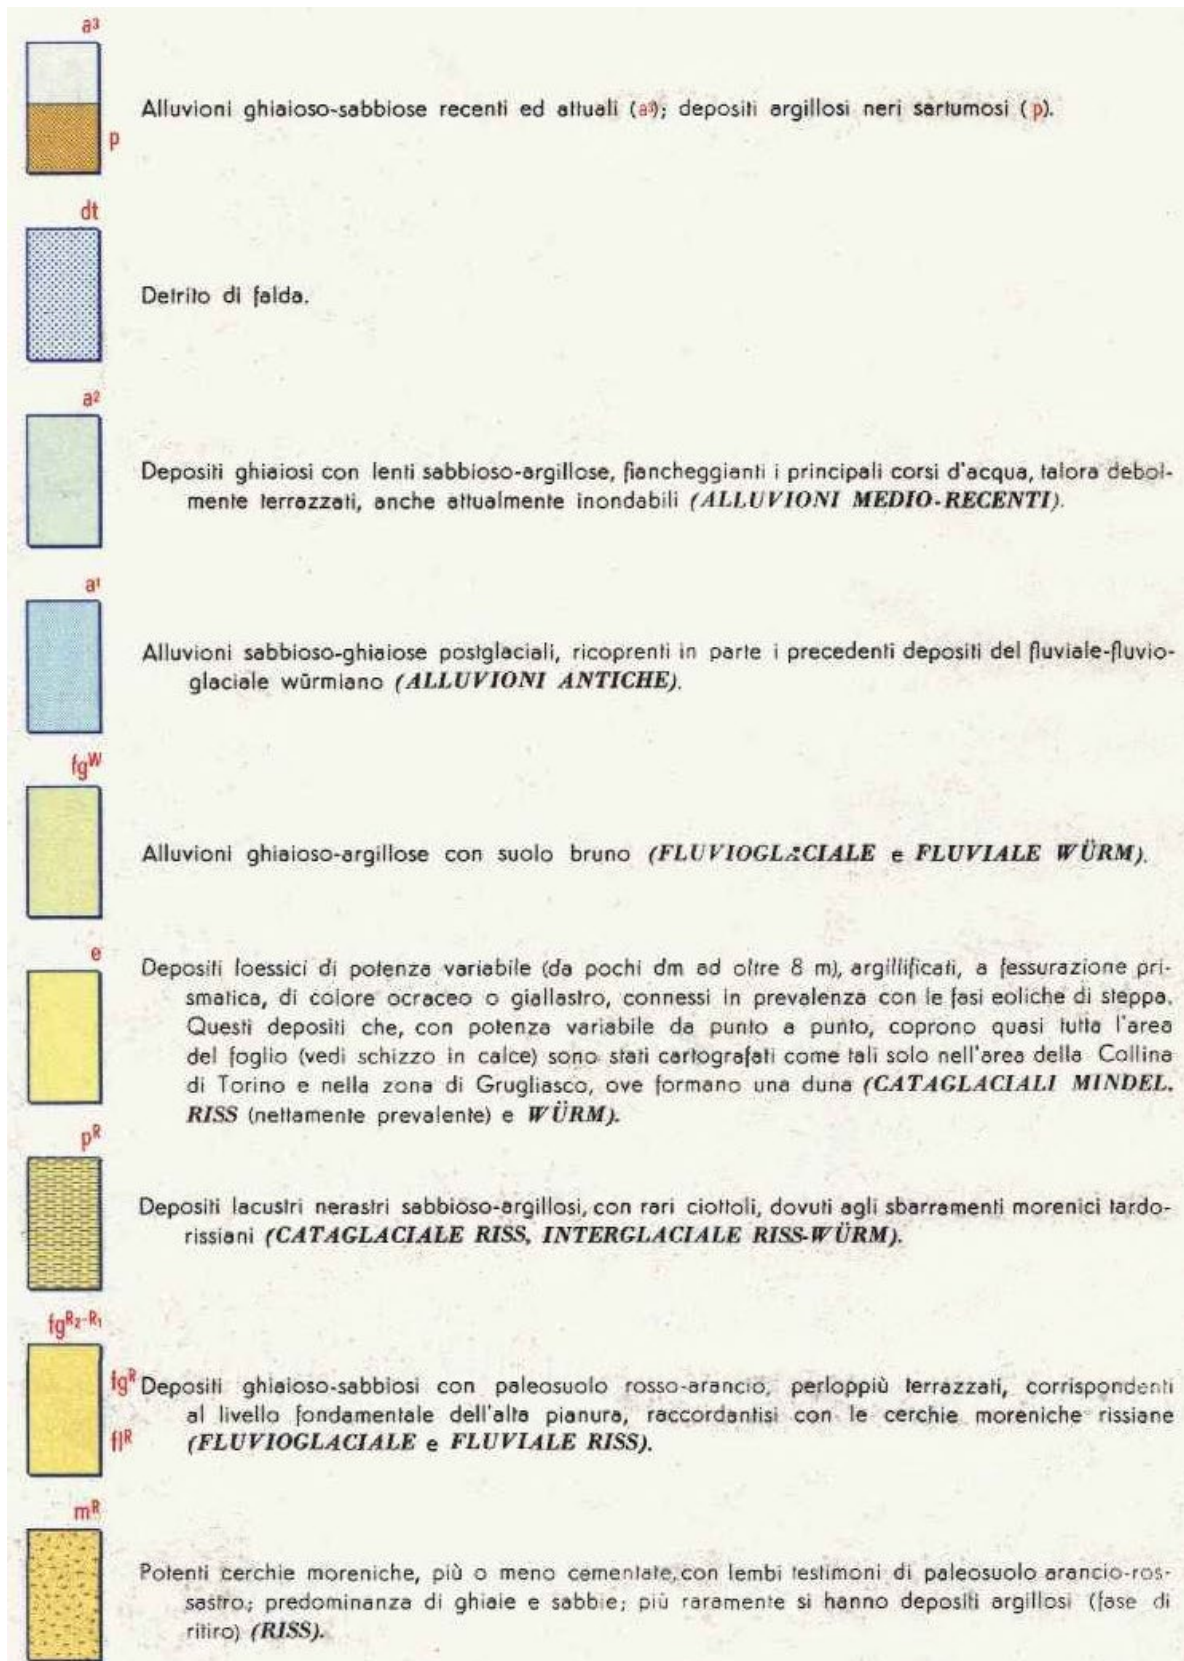 a³
Alluvioni ghiaioso-sabbiose recenti ed attuali (a³); depositi argillosi neri sartumosi (p).
p
dt
Detrito di falda.
a²
Depositi ghiaiosi con lenti sabbioso-argillose, fiancheggianti i principali corsi d'acqua, talora debol-
mente terrazzati, anche attualmente inondabili (ALLUVIONI MEDIO-RECENTI).
a¹
Alluvioni sabbioso-ghiaiose postglaciali, ricoprenti in parte i precedenti depositi del fluviale-fluvio-
glaciale würmiano (ALLUVIONI ANTICHE).
fgᵂ
Alluvioni ghiaioso-argillose con suolo bruno (FLUVIOGLACIALE e FLUVIALE WÜRM).
e
Depositi loessici di potenza variabile (da pochi dm ad oltre 8 m), argillificati, a fessurazione pri-
smatica, di colore ocraceo o giallastro, connessi in prevalenza con le fasi eoliche di steppa.
Questi depositi che, con potenza variabile da punto a punto, coprono quasi tutta l'area
del foglio (vedi schizzo in calce) sono stati cartografati come tali solo nell'area della Collina
di Torino e nella zona di Grugliasco, ove formano una duna (CATAGLACIALI MINDEL.
RISS (nettamente prevalente) e WÜRM).
pᴿ
Depositi lacustri nerastri sabbioso-argillosi, con rari ciottoli, dovuti agli sbarramenti morenici tardo-
rissiani (CATAGLACIALE RISS, INTERGLACIALE RISS-WÜRM).
fgᴿ²⁻ᴿ¹
fgᴿ Depositi ghiaioso-sabbiosi con paleosuolo rosso-arancio, perloppiù terrazzati, corrispondenti
al livello fondamentale dell'alta pianura, raccordantisi con le cerchie moreniche rissiane
flᴿ (FLUVIOGLACIALE e FLUVIALE RISS).
mᴿ
Potenti cerchie moreniche, più o meno cementate, con lembi testimoni di paleosuolo arancio-ros-
sastro; predominanza di ghiaie e sabbie; più raramente si hanno depositi argillosi (fase di
ritiro) (RISS).